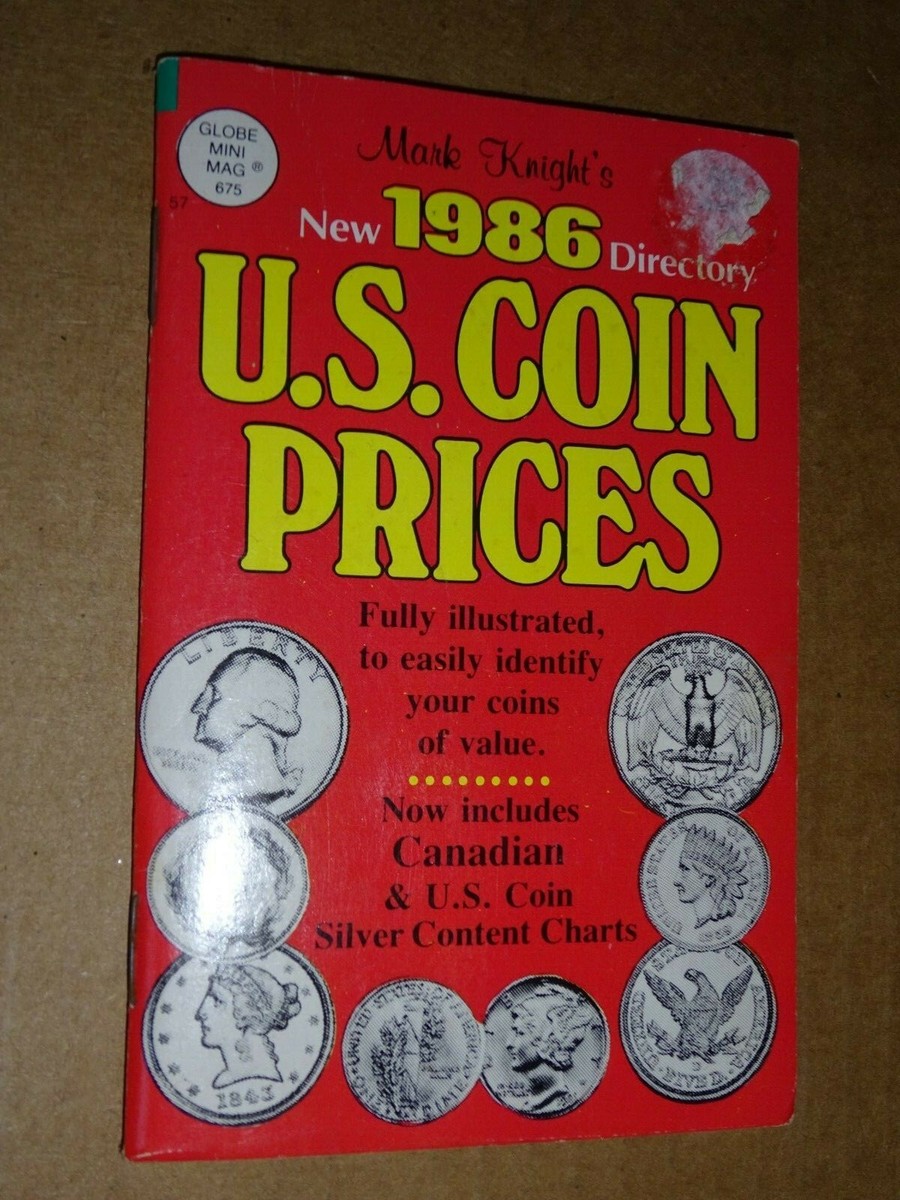 GLOBE
MINI
MAG ®
675
57
Mark Knight's
New 1986 Directory
U.S. COIN
PRICES
Fully illustrated,
to easily identify
your coins
of value.
Now includes
Canadian
& U.S. Coin
Silver Content Charts
LIBERTY
1843
FIVE D.